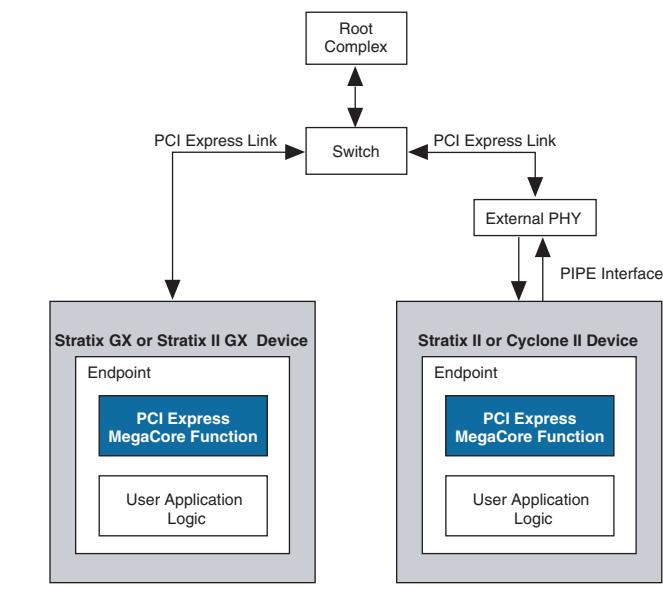 Root
Complex
PCI Express Link
Switch
PCI Express Link
External PHY
PIPE Interface
Stratix GX or Stratix II GX Device
Endpoint
PCI Express
MegaCore Function
User Application
Logic
Stratix II or Cyclone II Device
Endpoint
PCI Express
MegaCore Function
User Application
Logic